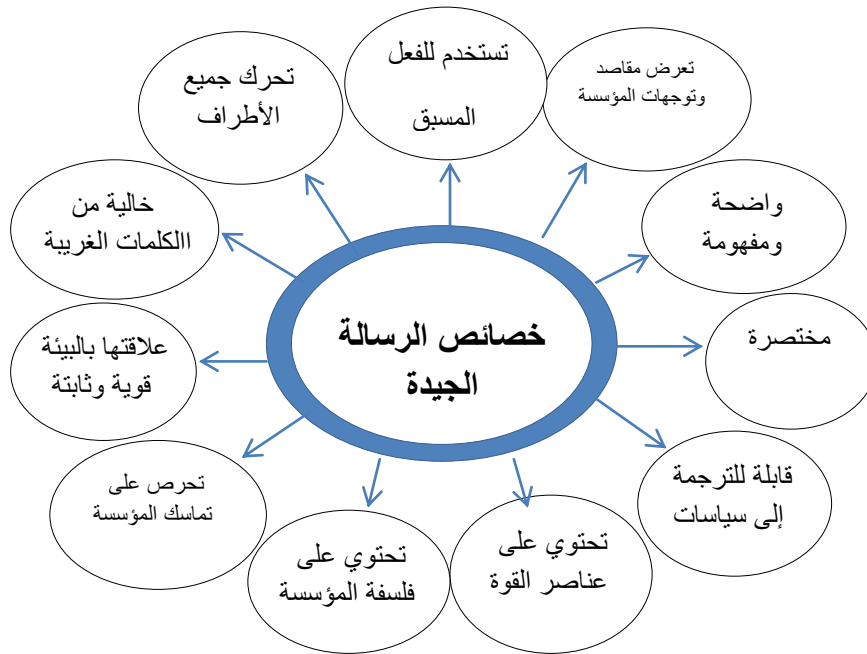 خصائص الرسالة
الجيدة
تعرض مقاصد
وتوجهات المؤسسة
واضحة
ومفهومة
مختصرة
قابلة للترجمة
إلى سياسات
تحتوي على
عناصر القوة
تحتوي على
فلسفة المؤسسة
تحرص على
تماسك المؤسسة
علاقتها بالبيئة
قوية وثابتة
خالية من
االكلمات الغريبة
تحرك جميع
الأطراف
تستخدم للفعل
المسبق